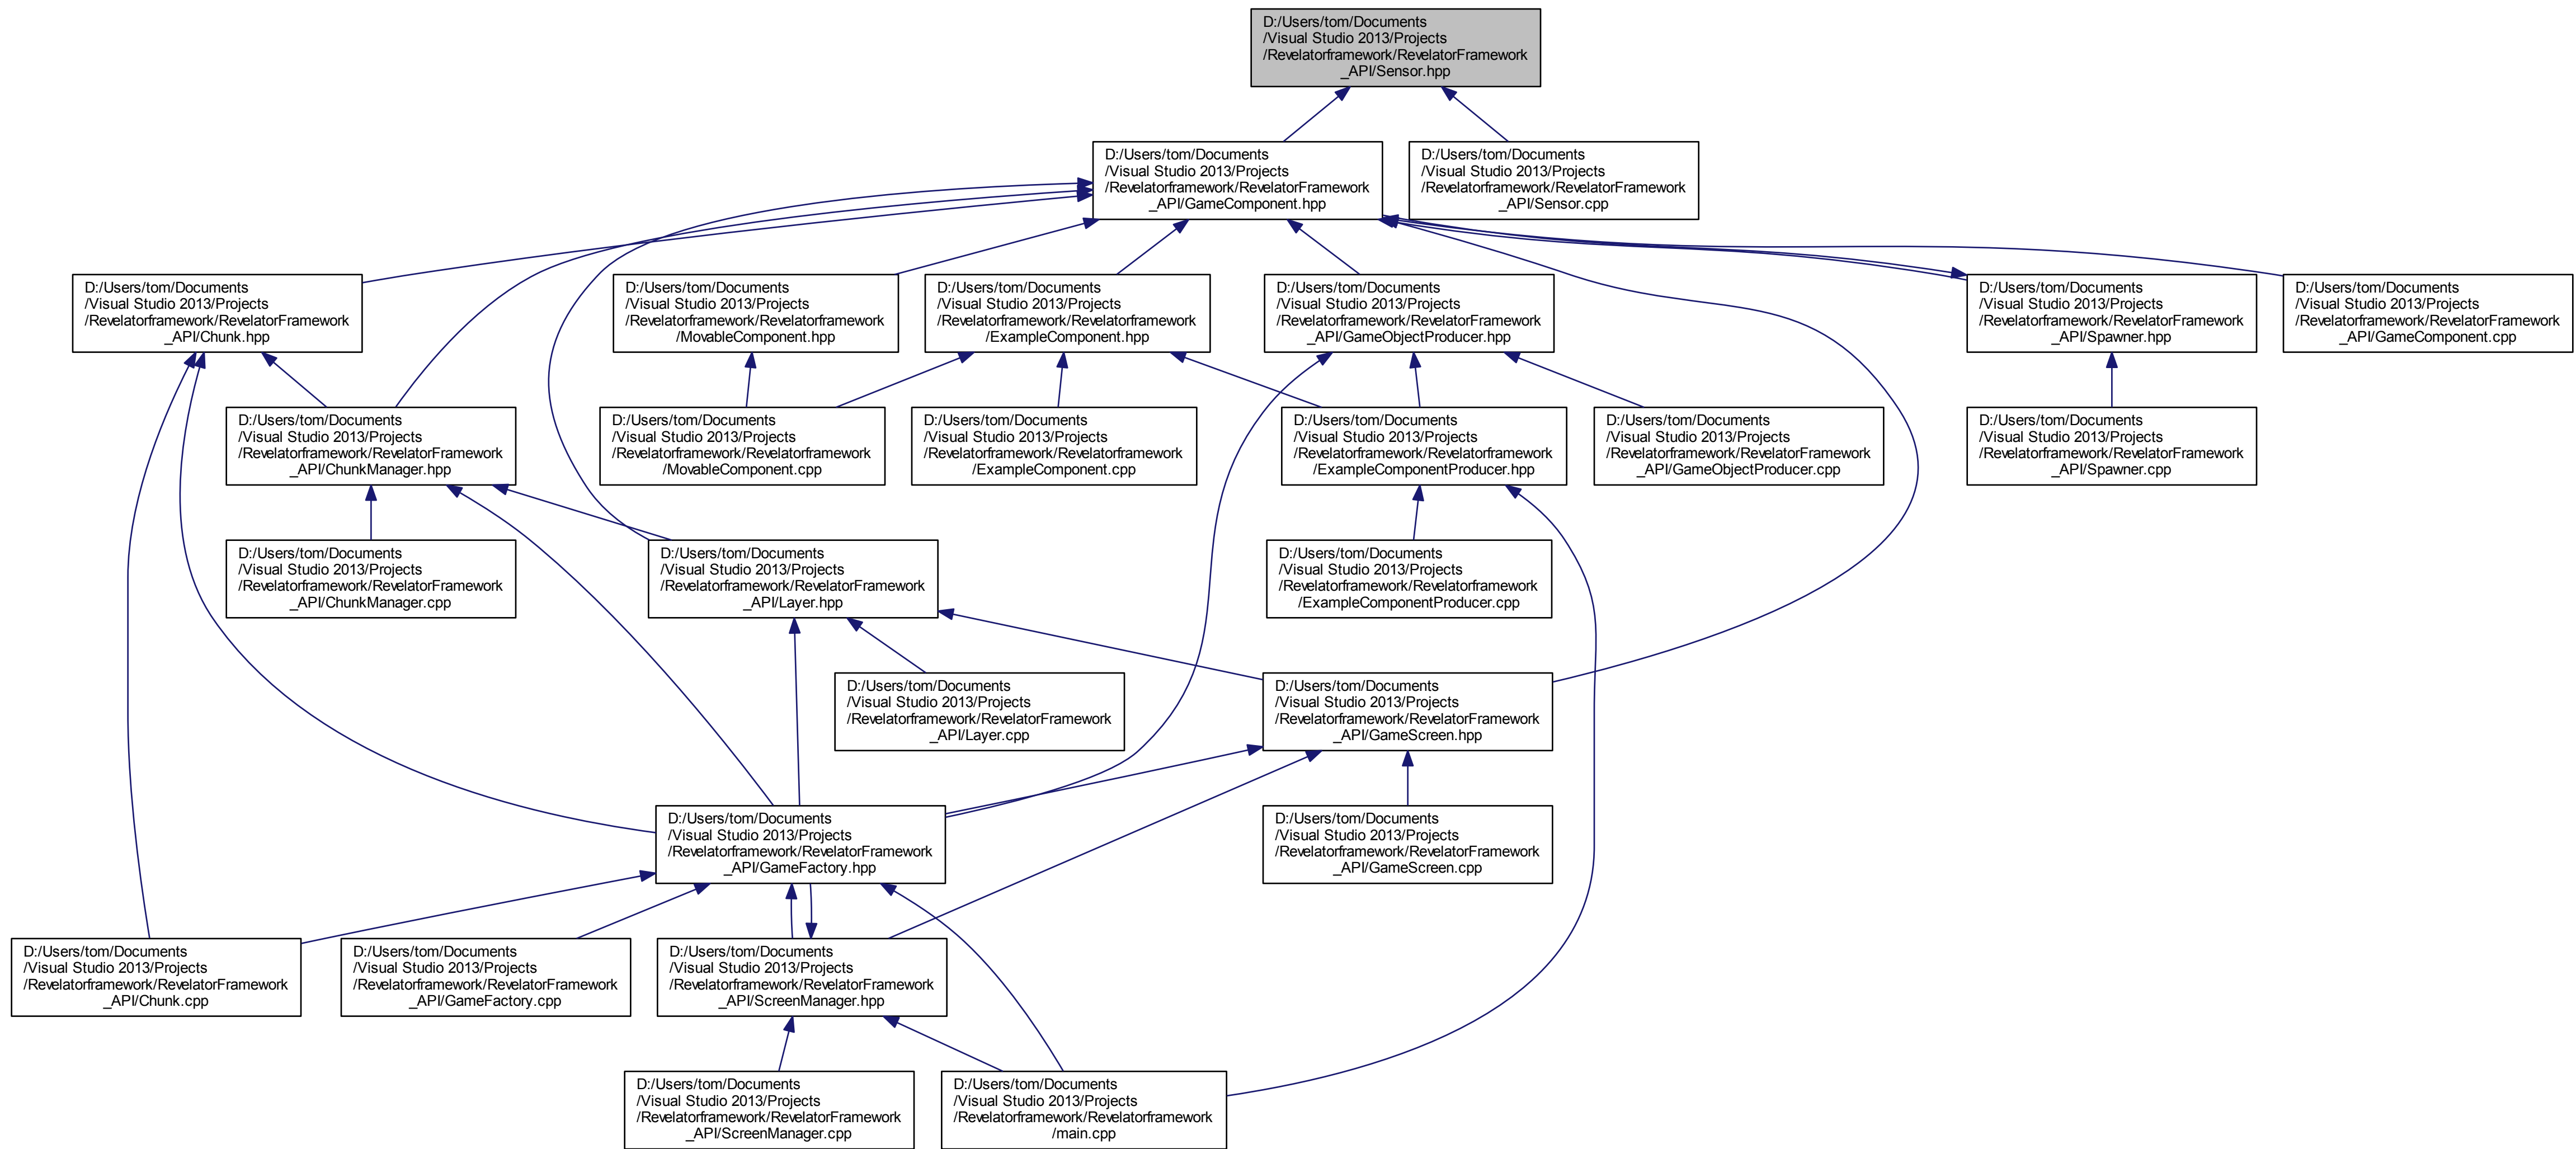 D:/Users/tom/Documents
/Visual Studio 2013/Projects
/Revelatorframework/RevelatorFramework
_API/Sensor.hpp
D:/Users/tom/Documents
/Visual Studio 2013/Projects
/Revelatorframework/RevelatorFramework
_API/GameComponent.hpp
D:/Users/tom/Documents
/Visual Studio 2013/Projects
/Revelatorframework/RevelatorFramework
_API/Sensor.cpp
D:/Users/tom/Documents
/Visual Studio 2013/Projects
/Revelatorframework/RevelatorFramework
_API/Chunk.hpp
D:/Users/tom/Documents
/Visual Studio 2013/Projects
/Revelatorframework/Revelatorframework
/MovableComponent.hpp
D:/Users/tom/Documents
/Visual Studio 2013/Projects
/Revelatorframework/Revelatorframework
/ExampleComponent.hpp
D:/Users/tom/Documents
/Visual Studio 2013/Projects
/Revelatorframework/RevelatorFramework
_API/GameObjectProducer.hpp
D:/Users/tom/Documents
/Visual Studio 2013/Projects
/Revelatorframework/RevelatorFramework
_API/Spawner.hpp
D:/Users/tom/Documents
/Visual Studio 2013/Projects
/Revelatorframework/RevelatorFramework
_API/GameComponent.cpp
D:/Users/tom/Documents
/Visual Studio 2013/Projects
/Revelatorframework/RevelatorFramework
_API/ChunkManager.hpp
D:/Users/tom/Documents
/Visual Studio 2013/Projects
/Revelatorframework/Revelatorframework
/MovableComponent.cpp
D:/Users/tom/Documents
/Visual Studio 2013/Projects
/Revelatorframework/Revelatorframework
/ExampleComponent.cpp
D:/Users/tom/Documents
/Visual Studio 2013/Projects
/Revelatorframework/Revelatorframework
/ExampleComponentProducer.hpp
D:/Users/tom/Documents
/Visual Studio 2013/Projects
/Revelatorframework/RevelatorFramework
_API/GameObjectProducer.cpp
D:/Users/tom/Documents
/Visual Studio 2013/Projects
/Revelatorframework/RevelatorFramework
_API/Spawner.cpp
D:/Users/tom/Documents
/Visual Studio 2013/Projects
/Revelatorframework/RevelatorFramework
_API/ChunkManager.cpp
D:/Users/tom/Documents
/Visual Studio 2013/Projects
/Revelatorframework/RevelatorFramework
_API/Layer.hpp
D:/Users/tom/Documents
/Visual Studio 2013/Projects
/Revelatorframework/Revelatorframework
/ExampleComponentProducer.cpp
D:/Users/tom/Documents
/Visual Studio 2013/Projects
/Revelatorframework/RevelatorFramework
_API/Layer.cpp
D:/Users/tom/Documents
/Visual Studio 2013/Projects
/Revelatorframework/RevelatorFramework
_API/GameScreen.hpp
D:/Users/tom/Documents
/Visual Studio 2013/Projects
/Revelatorframework/RevelatorFramework
_API/GameFactory.hpp
D:/Users/tom/Documents
/Visual Studio 2013/Projects
/Revelatorframework/RevelatorFramework
_API/GameScreen.cpp
D:/Users/tom/Documents
/Visual Studio 2013/Projects
/Revelatorframework/RevelatorFramework
_API/Chunk.cpp
D:/Users/tom/Documents
/Visual Studio 2013/Projects
/Revelatorframework/RevelatorFramework
_API/GameFactory.cpp
D:/Users/tom/Documents
/Visual Studio 2013/Projects
/Revelatorframework/RevelatorFramework
_API/ScreenManager.hpp
D:/Users/tom/Documents
/Visual Studio 2013/Projects
/Revelatorframework/RevelatorFramework
_API/ScreenManager.cpp
D:/Users/tom/Documents
/Visual Studio 2013/Projects
/Revelatorframework/Revelatorframework
/main.cpp